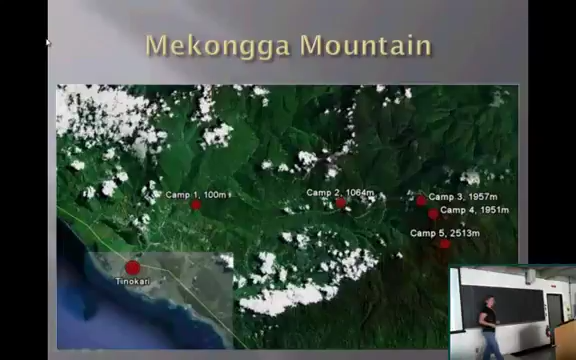 Mekongga Mountain
Camp 1, 100m
Camp 2, 1064m
Camp 3, 1957m
Camp 4, 1951m
Camp 5, 2513m
Tinokari